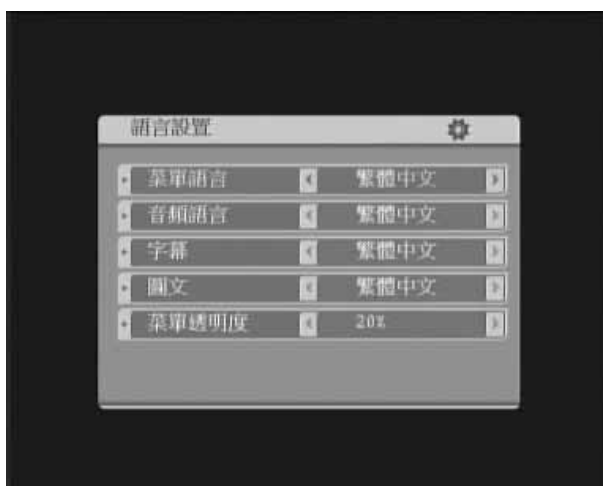 語言設置
菜單語言 繁體中文
音頻語言 繁體中文
字幕 繁體中文
圖文 繁體中文
菜單透明度 20%